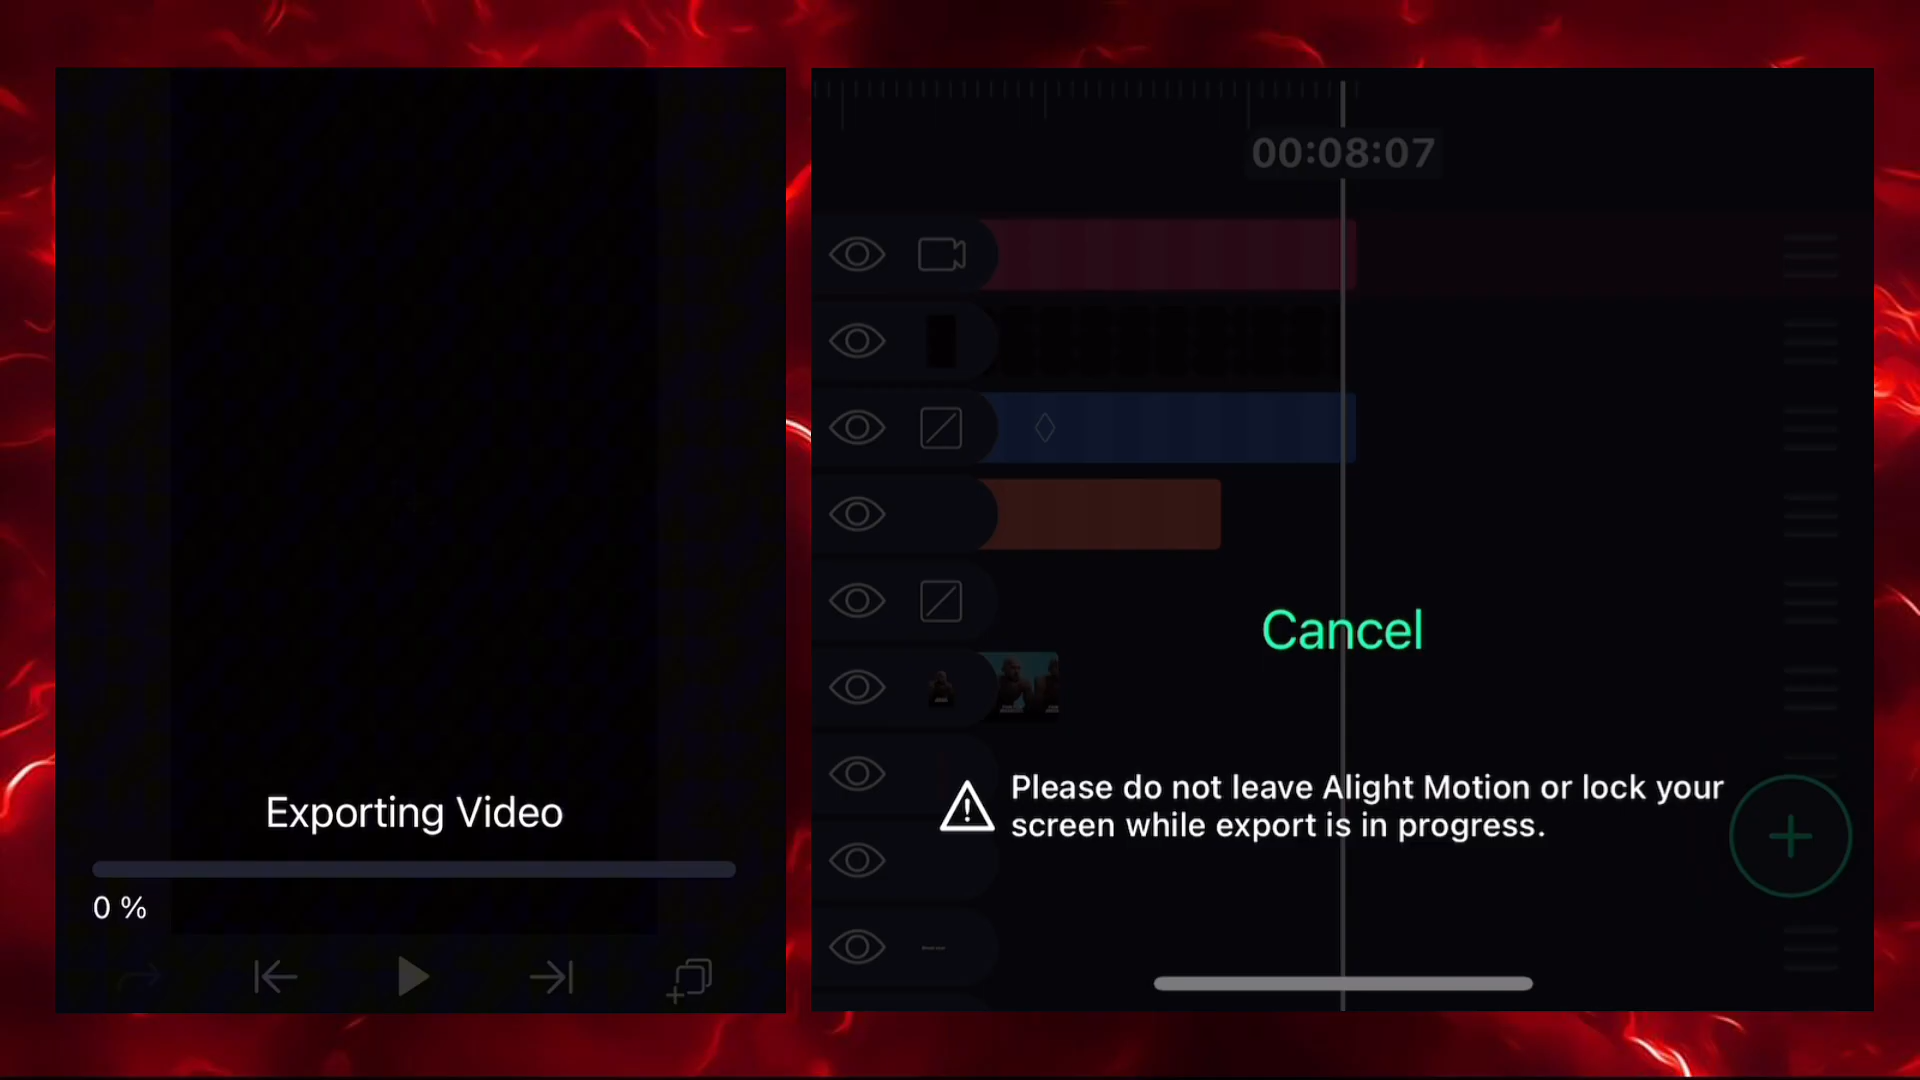 Exporting Video
0 %
00:08:07
Cancel
Please do not leave Alight Motion or lock your
screen while export is in progress.